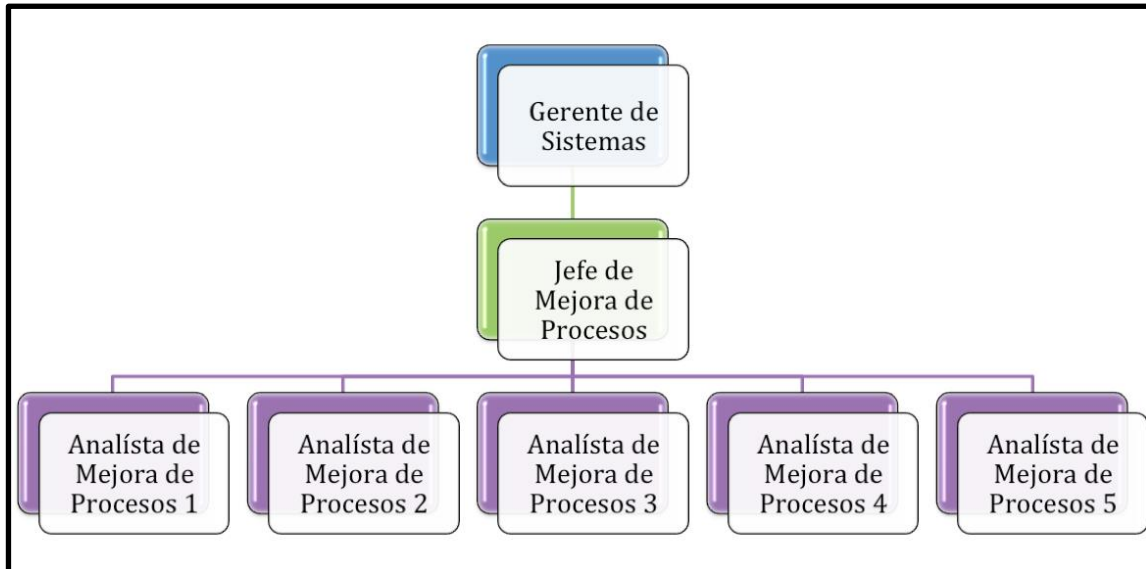 Gerente de
Sistemas
Jefe de
Mejora de
Procesos
Analísta de
Mejora de
Procesos 1
Analísta de
Mejora de
Procesos 2
Analísta de
Mejora de
Procesos 3
Analísta de
Mejora de
Procesos 4
Analísta de
Mejora de
Procesos 5